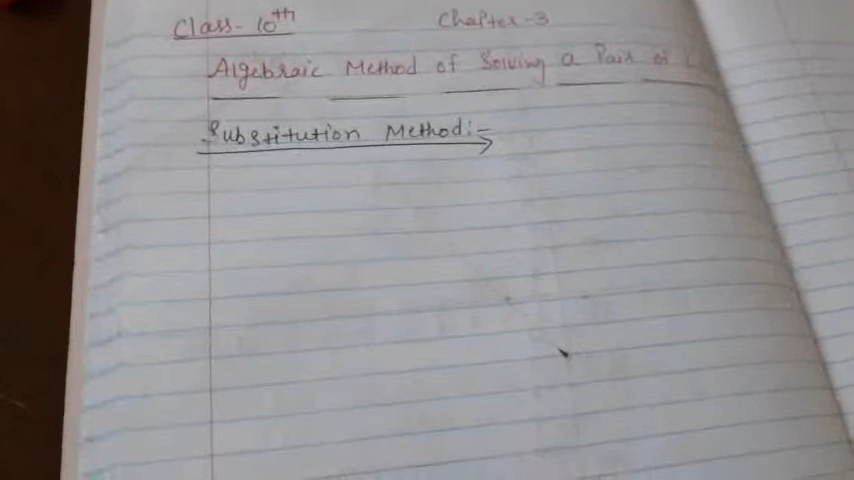 Class- 10th Chapter-3
Algebraic Method of Solving a Pair of
Substitution Method:-